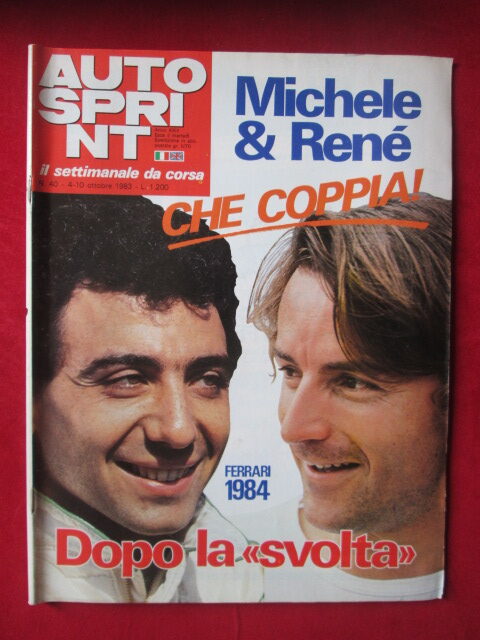 AUTO
SPRI
NT
il settimanale da corsa
N. 40 - 4-10 ottobre 1983 - L. 1.200
Michele
& René
CHE COPPIA!
FERRARI
1984
Dopo la «svolta»